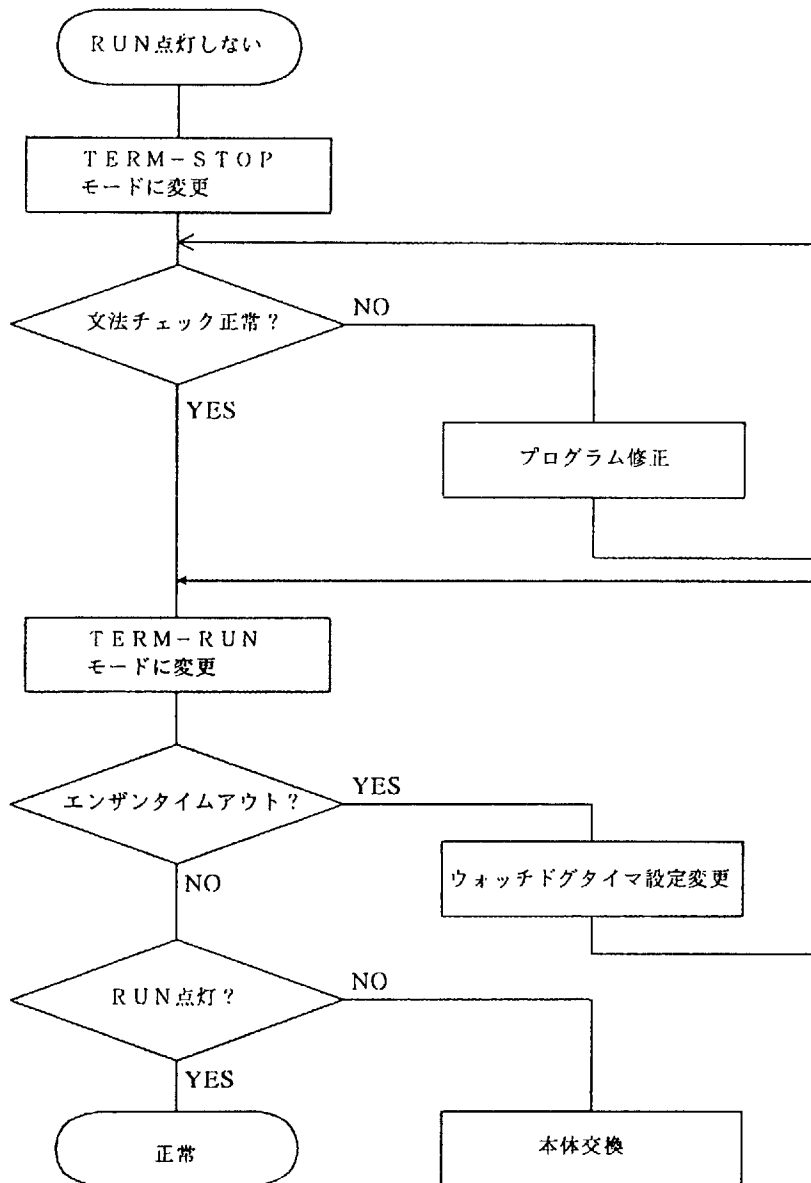 RUN点灯しない
TERM-STOP
モードに変更
文法チェック正常?
NO
YES
プログラム修正
TERM-RUN
モードに変更
エンザンタイムアウト?
YES
NO
ウォッチドグタイマ設定変更
RUN点灯?
NO
YES
正常
本体交換